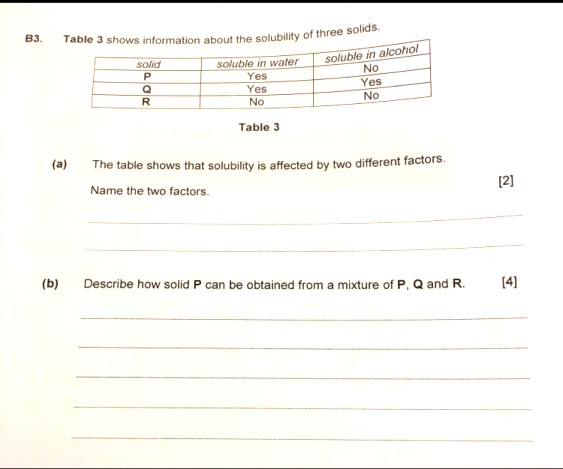 B3. Table 3 shows information about the solubility of three solids.
solid soluble in water soluble in alcohol
P Yes No
Q Yes Yes
R No No
Table 3
(a) The table shows that solubility is affected by two different factors.
Name the two factors. [2]
(b) Describe how solid P can be obtained from a mixture of P, Q and R. [4]